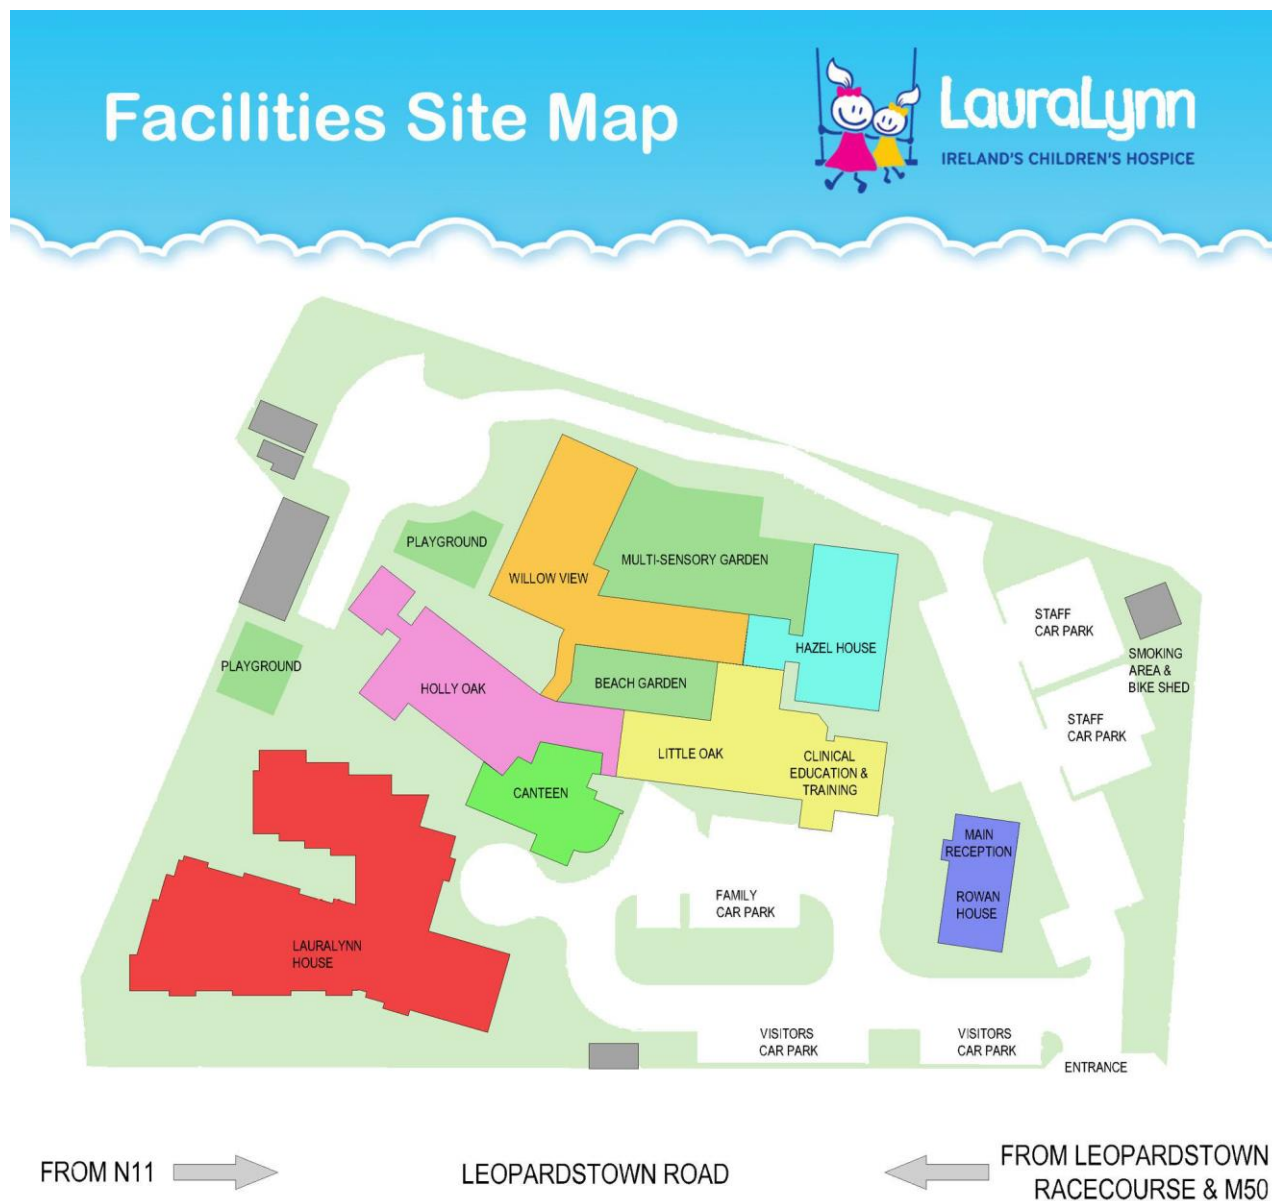 Facilities Site Map
LauraLynn
IRELAND'S CHILDREN'S HOSPICE
PLAYGROUND
MULTI-SENSORY GARDEN
WILLOW VIEW
STAFF
CAR PARK
HAZEL HOUSE
SMOKING
AREA &
BIKE SHED
PLAYGROUND
HOLLY OAK
BEACH GARDEN
STAFF
CAR PARK
LITTLE OAK
CLINICAL
EDUCATION &
TRAINING
CANTEEN
MAIN
RECEPTION
ROWAN
HOUSE
FAMILY
CAR PARK
LAURALYNN
HOUSE
VISITORS
CAR PARK
VISITORS
CAR PARK
ENTRANCE
FROM N11
LEOPARDSTOWN ROAD
FROM LEOPARDSTOWN
RACECOURSE & M50